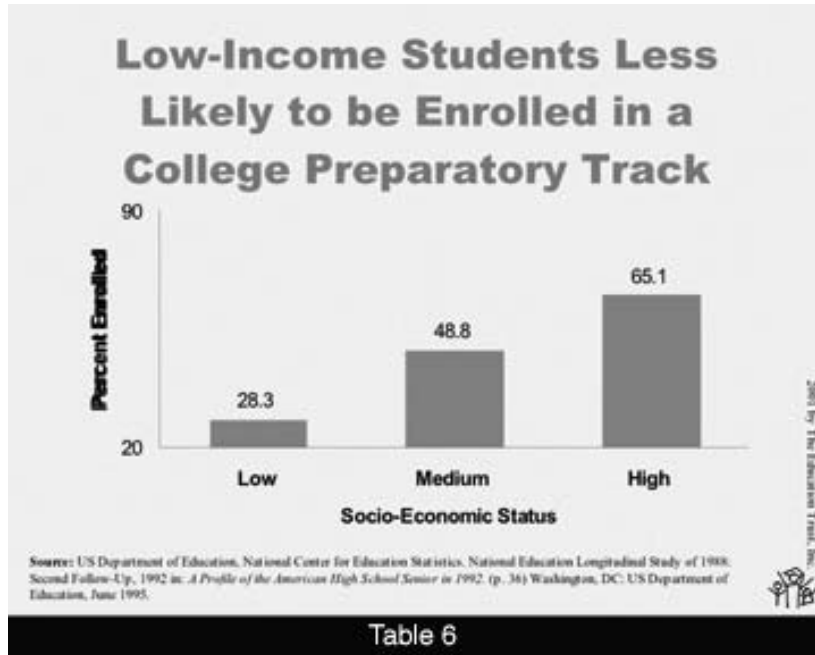 Low-Income Students Less
Likely to be Enrolled in a
College Preparatory Track
90
Percent Enrolled
20
28.3
48.8
65.1
Low
Medium
High
Socio-Economic Status
Source: US Department of Education, National Center for Education Statistics. National Education Longitudinal Study of 1988:
Second Follow-Up, 1992 in: A Profile of the American High School Senior in 1992. (p. 36) Washington, DC: US Department of
Education, June 1995.
by The Education Trust, Inc.
Table 6